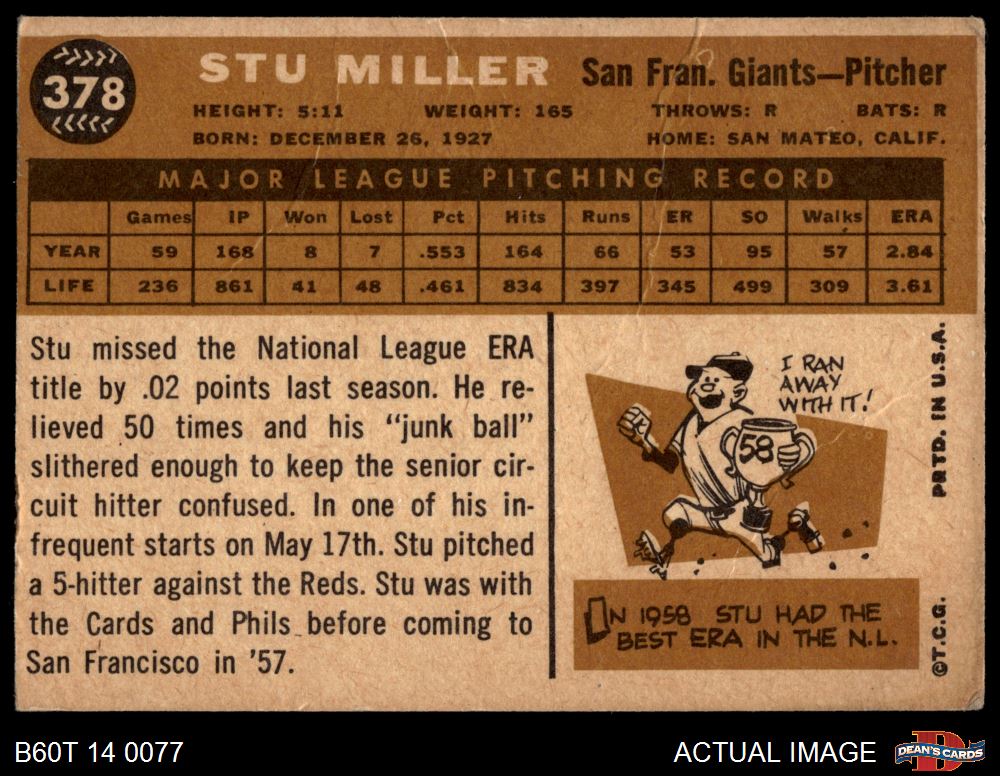 378
STU MILLER San Fran. Giants—Pitcher
HEIGHT: 5:11 WEIGHT: 165 THROWS: R BATS: R
BORN: DECEMBER 26, 1927 HOME: SAN MATEO, CALIF.
MAJOR LEAGUE PITCHING RECORD
Games IP Won Lost Pct Hits Runs ER SO Walks ERA
YEAR 59 168 8 7 .553 164 66 53 95 57 2.84
LIFE 236 861 41 48 .461 834 397 345 499 309 3.61
Stu missed the National League ERA
title by .02 points last season. He re-
lieved 50 times and his “junk ball”
slithered enough to keep the senior cir-
cuit hitter confused. In one of his in-
frequent starts on May 17th. Stu pitched
a 5-hitter against the Reds. Stu was with
the Cards and Phils before coming to
San Francisco in ’57.
I RAN
AWAY
WITH IT!
58
IN 1958 STU HAD THE
BEST ERA IN THE N.L.
©T.C.G. PRTD. IN U.S.A.
B60T 14 0077 ACTUAL IMAGE DEAN'S CARDS